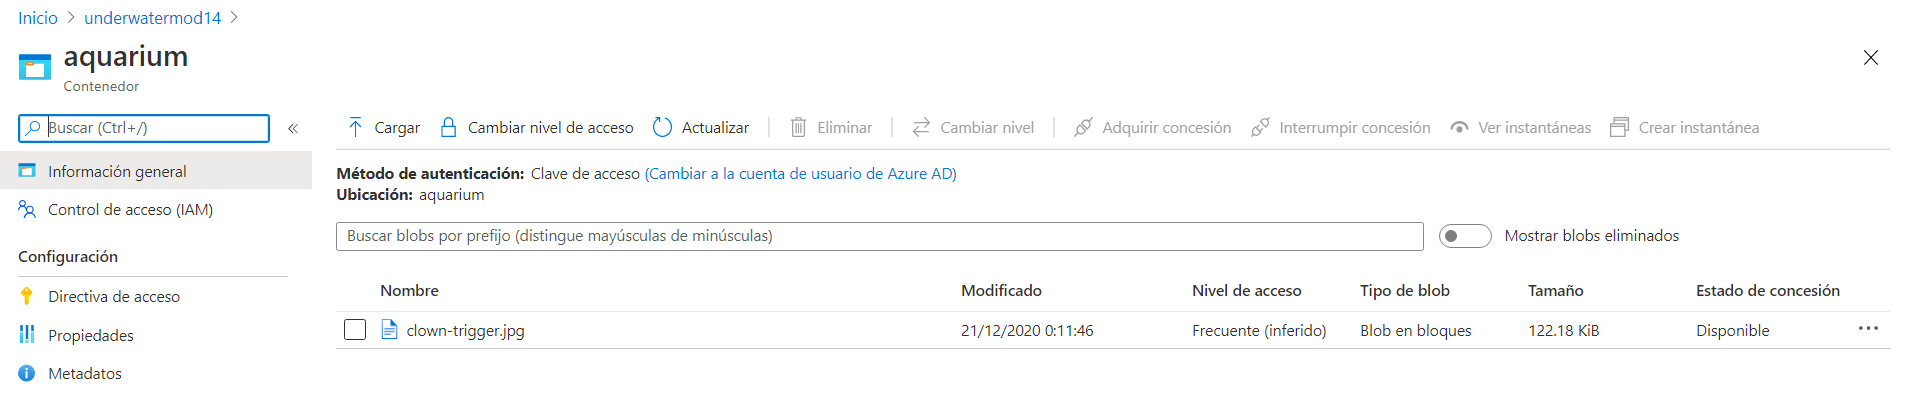 Inicio > underwatermod14 >
aquarium
Contenedor
Buscar (Ctrl+/)
«
Información general
Control de acceso (IAM)
Configuración
Directiva de acceso
Propiedades
Metadatos
Cargar Cambiar nivel de acceso Actualizar Eliminar Cambiar nivel Adquirir concesión Interrumpir concesión Ver instantáneas Crear instantánea
Método de autenticación: Clave de acceso (Cambiar a la cuenta de usuario de Azure AD)
Ubicación: aquarium
Buscar blobs por prefijo (distingue mayúsculas de minúsculas) Mostrar blobs eliminados
Nombre Modificado Nivel de acceso Tipo de blob Tamaño Estado de concesión
clown-trigger.jpg 21/12/2020 0:11:46 Frecuente (inferido) Blob en bloques 122.18 KiB Disponible ...